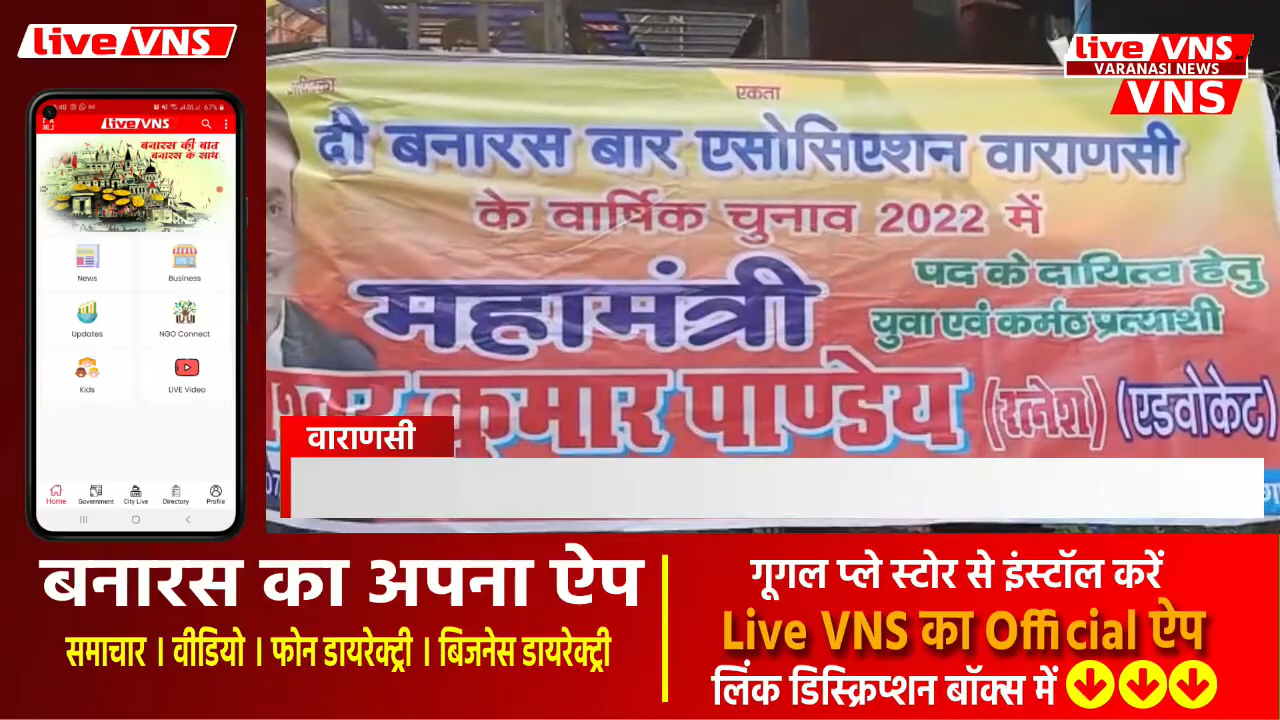 live VNS
live VNS
VARANASI NEWS
VNS
67%
live VNS
बनारस की बात
बनारस के साथ
News
Business
Updates
NGO Connect
Kids
LIVE Video
Home
Government
City Live
Directory
Profile
एकता
दी बनारस बार एसोसिएशन वाराणसी
के वार्षिक चुनाव 2022 में
महामंत्री
पद के दायित्व हेतु
युवा एवं कर्मठ प्रत्याशी
कुमार पाण्डेय (रत्नेश) (एडवोकेट)
वाराणसी
बनारस का अपना ऐप
समाचार । वीडियो । फोन डायरेक्ट्री । बिजनेस डायरेक्ट्री
गूगल प्ले स्टोर से इंस्टॉल करें
Live VNS का Official ऐप
लिंक डिस्क्रिप्शन बॉक्स में